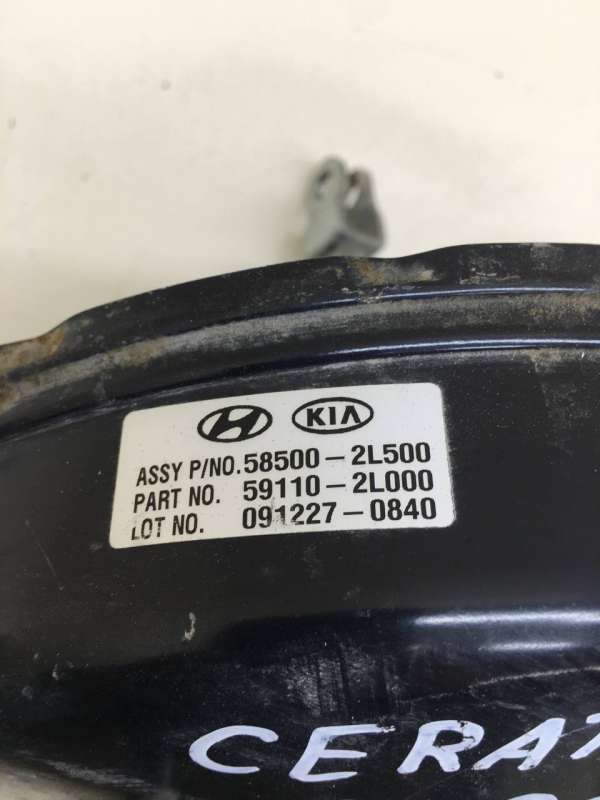 KIA
ASSY P/NO. 58500-2L500
PART NO. 59110-2L000
LOT NO. 091227-0840
CERAT